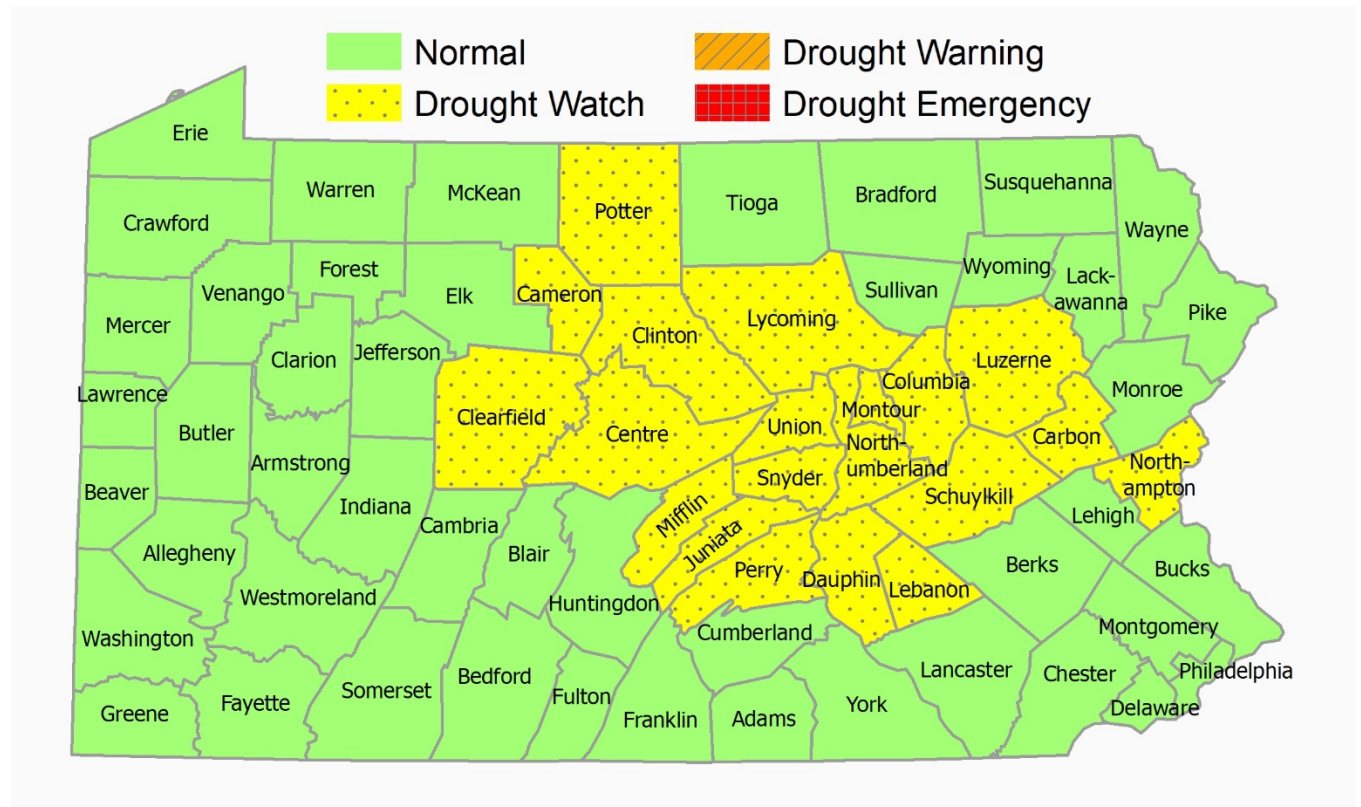 Normal
Drought Watch
Drought Warning
Drought Emergency
Erie
Crawford
Warren
McKean
Potter
Tioga
Bradford
Susquehanna
Wayne
Wyoming
Lack-
awanna
Pike
Forest
Venango
Elk
Cameron
Sullivan
Mercer
Clarion
Jefferson
Clinton
Lycoming
Luzerne
Columbia
Monroe
Lawrence
Butler
Clearfield
Centre
Union
Montour
Carbon
Armstrong
North-
umberland
Snyder
Schuylkill
North-
ampton
Beaver
Indiana
Cambria
Blair
Mifflin
Juniata
Lehigh
Allegheny
Perry
Dauphin
Lebanon
Berks
Bucks
Westmoreland
Huntingdon
Washington
Cumberland
Montgomery
Philadelphia
Lancaster
Chester
Delaware
Greene
Fayette
Somerset
Bedford
Fulton
Franklin
Adams
York